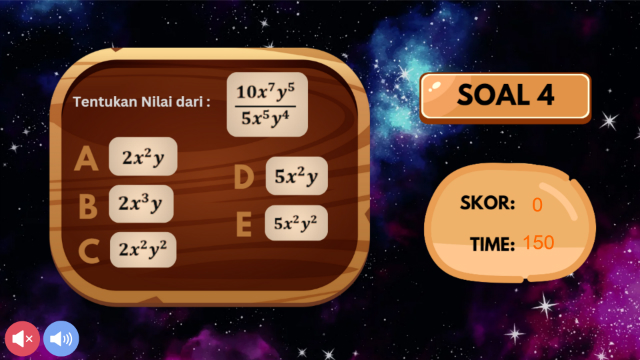 SOAL 4
Tentukan Nilai dari :
10x⁷y⁵
5x⁵y⁴
A 2x²y
B 2x³y
C 2x²y²
D 5x²y
E 5x²y²
SKOR: 0
TIME: 150